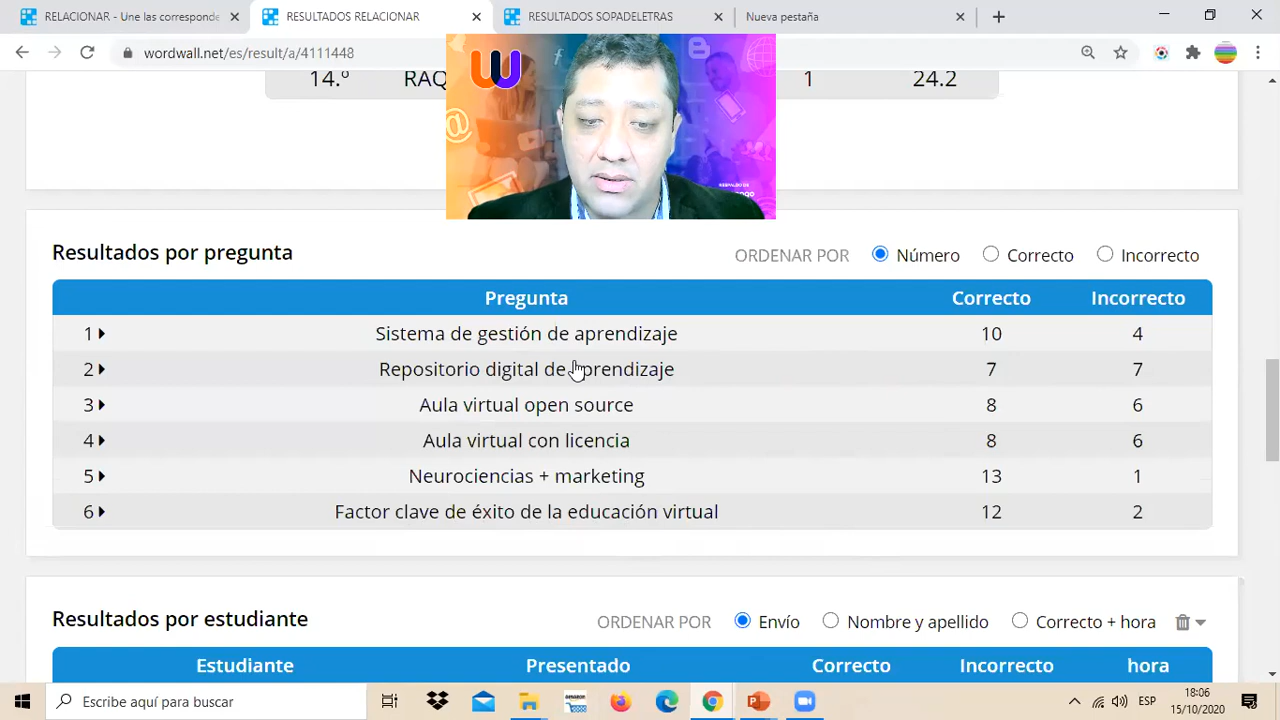 RELACIONAR - Une las corresponde
RESULTADOS RELACIONAR
RESULTADOS SOPADELETRAS
Nueva pestaña
wordwall.net/es/result/a/4111448
14.º RAQ 1 24.2
Resultados por pregunta
ORDENAR POR Número Correcto Incorrecto
Pregunta Correcto Incorrecto
1 Sistema de gestión de aprendizaje 10 4
2 Repositorio digital de aprendizaje 7 7
3 Aula virtual open source 8 6
4 Aula virtual con licencia 8 6
5 Neurociencias + marketing 13 1
6 Factor clave de éxito de la educación virtual 12 2
Resultados por estudiante
ORDENAR POR Envío Nombre y apellido Correcto + hora
Estudiante Presentado Correcto Incorrecto hora
Escribe aquí para buscar
ESP
18:06
15/10/2020